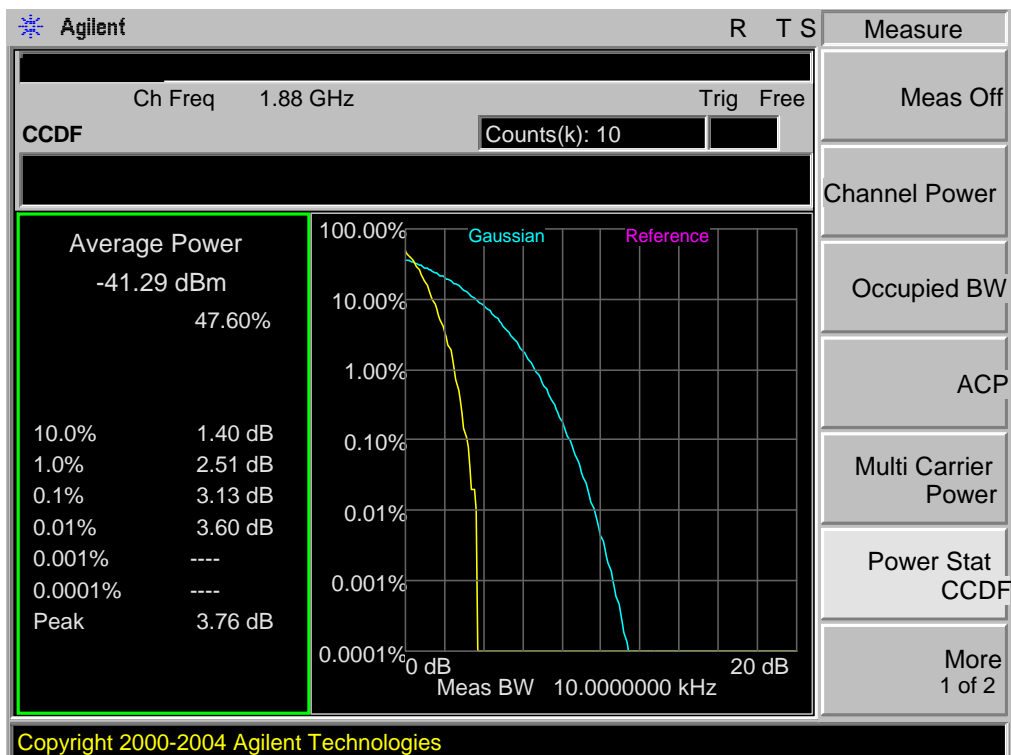 Agilent
R T S
Measure
Ch Freq 1.88 GHz
Trig Free
CCDF
Counts(k): 10
Average Power
-41.29 dBm
47.60%
10.0% 1.40 dB
1.0% 2.51 dB
0.1% 3.13 dB
0.01% 3.60 dB
0.001% ----
0.0001% ----
Peak 3.76 dB
Gaussian
Reference
100.00%
10.00%
1.00%
0.10%
0.01%
0.001%
0.0001%
0 dB
20 dB
Meas BW 10.0000000 kHz
Meas Off
Channel Power
Occupied BW
ACP
Multi Carrier
Power
Power Stat
CCDF
More
1 of 2
Copyright 2000-2004 Agilent Technologies